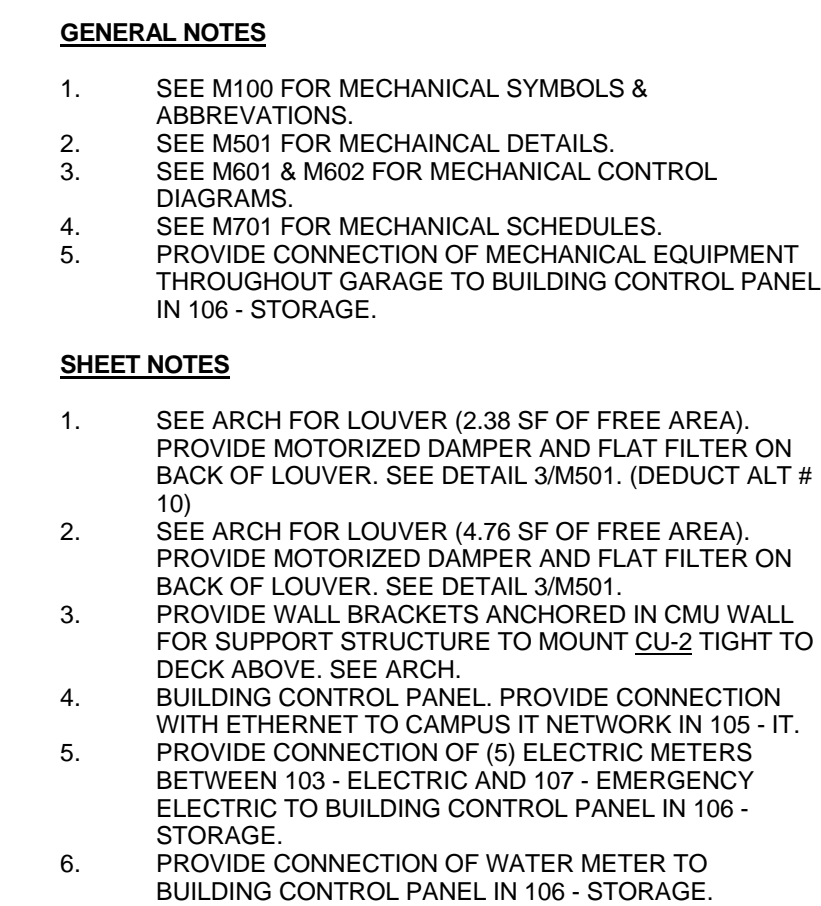 GENERAL NOTES
1. SEE M100 FOR MECHANICAL SYMBOLS &
ABBREVATIONS.
2. SEE M501 FOR MECHAINCAL DETAILS.
3. SEE M601 & M602 FOR MECHANICAL CONTROL
DIAGRAMS.
4. SEE M701 FOR MECHANICAL SCHEDULES.
5. PROVIDE CONNECTION OF MECHANICAL EQUIPMENT
THROUGHOUT GARAGE TO BUILDING CONTROL PANEL
IN 106 - STORAGE.
SHEET NOTES
1. SEE ARCH FOR LOUVER (2.38 SF OF FREE AREA).
PROVIDE MOTORIZED DAMPER AND FLAT FILTER ON
BACK OF LOUVER. SEE DETAIL 3/M501. (DEDUCT ALT #
10)
2. SEE ARCH FOR LOUVER (4.76 SF OF FREE AREA).
PROVIDE MOTORIZED DAMPER AND FLAT FILTER ON
BACK OF LOUVER. SEE DETAIL 3/M501.
3. PROVIDE WALL BRACKETS ANCHORED IN CMU WALL
FOR SUPPORT STRUCTURE TO MOUNT CU-2 TIGHT TO
DECK ABOVE. SEE ARCH.
4. BUILDING CONTROL PANEL. PROVIDE CONNECTION
WITH ETHERNET TO CAMPUS IT NETWORK IN 105 - IT.
5. PROVIDE CONNECTION OF (5) ELECTRIC METERS
BETWEEN 103 - ELECTRIC AND 107 - EMERGENCY
ELECTRIC TO BUILDING CONTROL PANEL IN 106 -
STORAGE.
6. PROVIDE CONNECTION OF WATER METER TO
BUILDING CONTROL PANEL IN 106 - STORAGE.